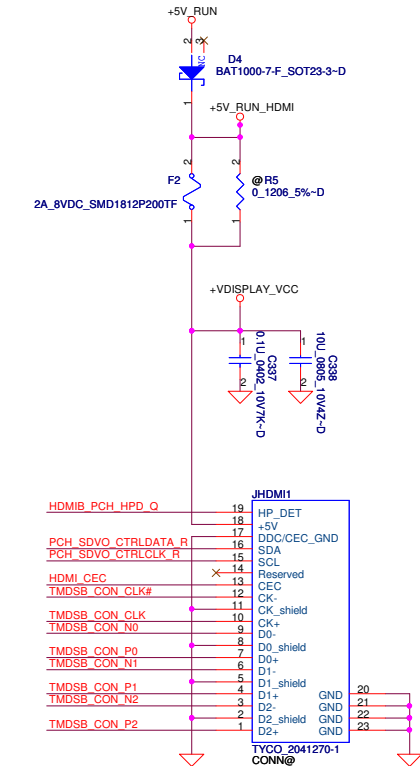 +5V_RUN
2
3
NC
D4
BAT1000-7-F_SOT23-3~D
1
+5V_RUN_HDMI
2
2
F2
@R5
0_1206_5%~D
2A_8VDC_SMD1812P200TF
1
1
+VDISPLAY_VCC
1
2
C337
0.1U_0402_10V7K~D
1
2
C338
10U_0805_10V4Z~D
JHDMI1
HDMIB_PCH_HPD_Q 19 HP_DET
18 +5V
17 DDC/CEC_GND
PCH_SDVO_CTRLDATA_R 16 SDA
PCH_SDVO_CTRLCLK_R 15 SCL
14 Reserved
HDMI_CEC 13 CEC
TMDSB_CON_CLK# 12 CK-
11 CK_shield
TMDSB_CON_CLK 10 CK+
TMDSB_CON_N0 9 D0-
8 D0_shield
TMDSB_CON_P0 7 D0+
TMDSB_CON_N1 6 D1-
5 D1_shield
TMDSB_CON_P1 4 D1+ GND 20
TMDSB_CON_N2 3 D2- GND 21
2 D2_shield GND 22
TMDSB_CON_P2 1 D2+ GND 23
TYCO_2041270-1
CONN@